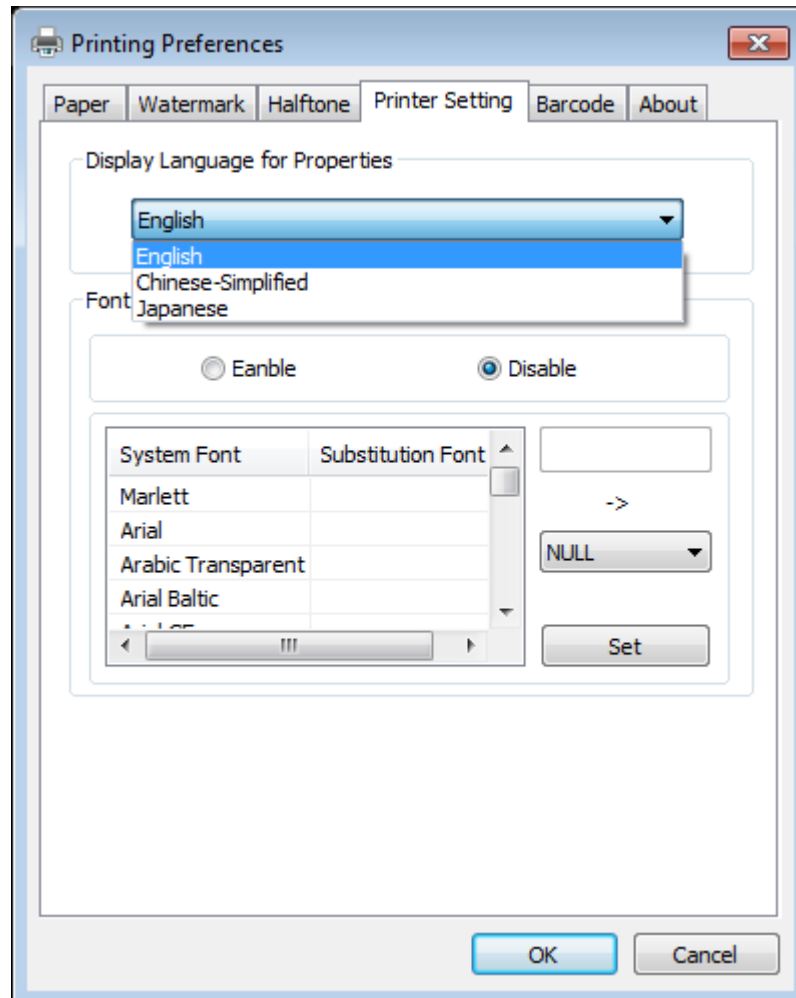 Printing Preferences
Paper Watermark Halftone Printer Setting Barcode About
Display Language for Properties
English
English
Chinese-Simplified
Japanese
Font
Eanble Disable
System Font Substitution Font
Marlett
->
Arial
NULL
Arabic Transparent
Arial Baltic
Set
OK Cancel